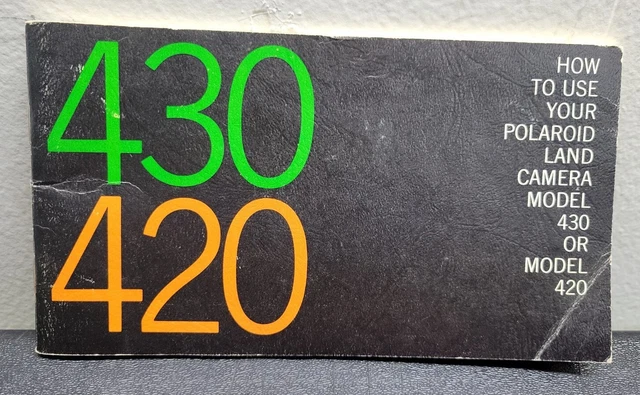 430
420
HOW
TO USE
YOUR
POLAROID
LAND
CAMERA
MODEL
430
OR
MODEL
420